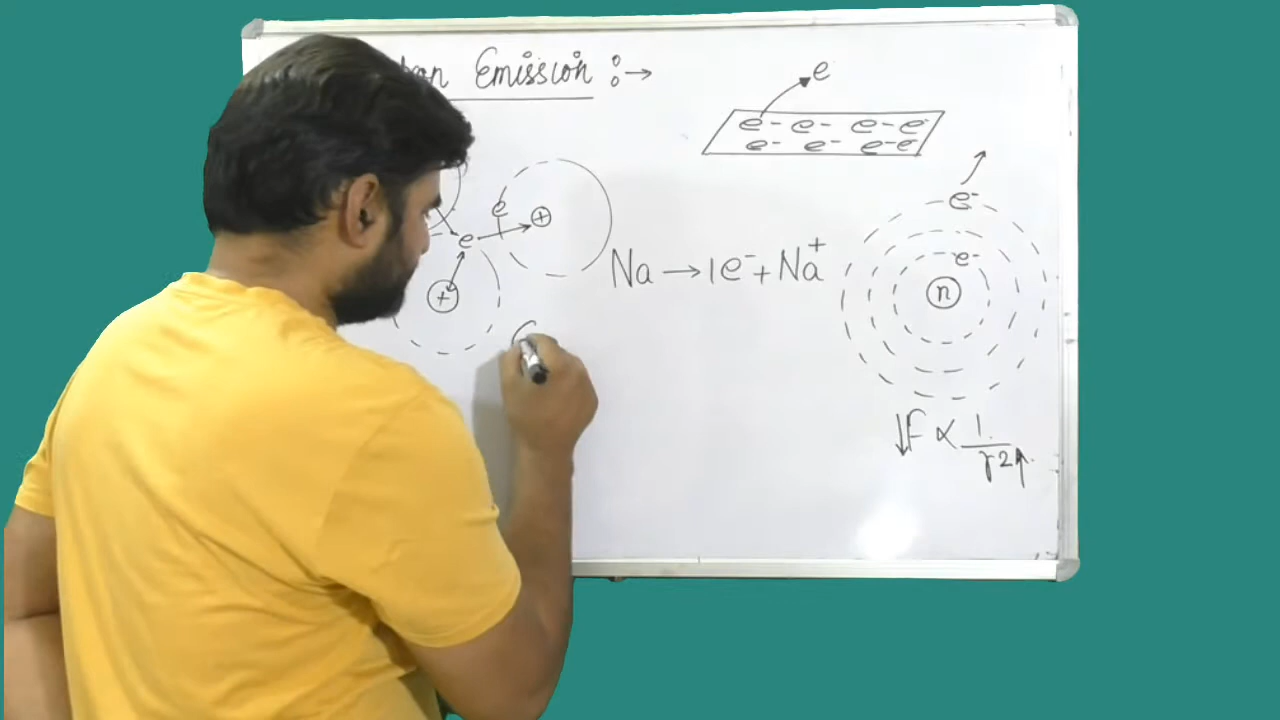 Emission :→
e
e- e- e- e-
e- e- e- e-
e-
e
+
e
Na → 1e⁻ + Na⁺
e-
n
+
↓F ∝ 1/r2↑